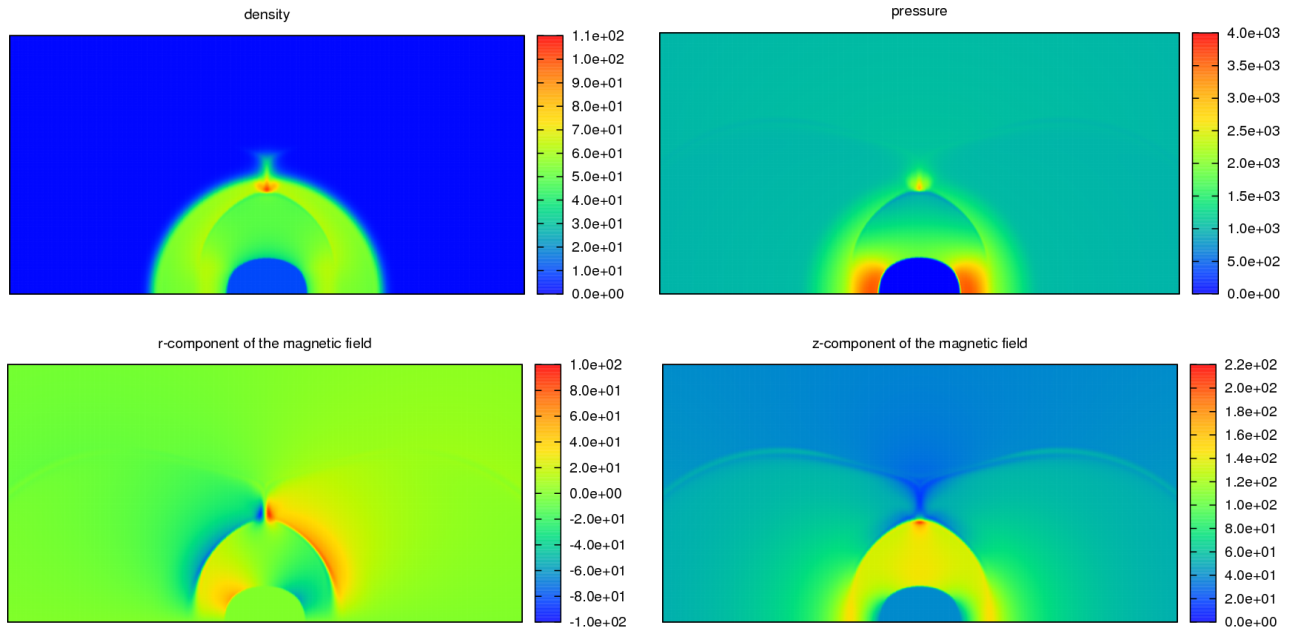 density
1.1e+02
1.0e+02
9.0e+01
8.0e+01
7.0e+01
6.0e+01
5.0e+01
4.0e+01
3.0e+01
2.0e+01
1.0e+01
0.0e+00
pressure
4.0e+03
3.5e+03
3.0e+03
2.5e+03
2.0e+03
1.5e+03
1.0e+03
5.0e+02
0.0e+00
r-component of the magnetic field
1.0e+02
8.0e+01
6.0e+01
4.0e+01
2.0e+01
0.0e+00
-2.0e+01
-4.0e+01
-6.0e+01
-8.0e+01
-1.0e+02
z-component of the magnetic field
2.2e+02
2.0e+02
1.8e+02
1.6e+02
1.4e+02
1.2e+02
1.0e+02
8.0e+01
6.0e+01
4.0e+01
2.0e+01
0.0e+00